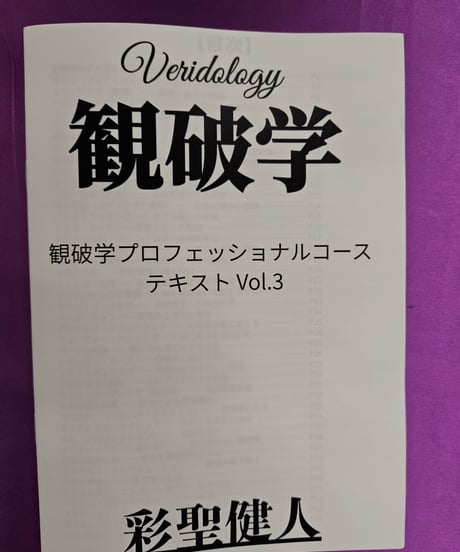 Veridology
観破学
観破学プロフェッショナルコース
テキスト Vol.3
彩聖健人